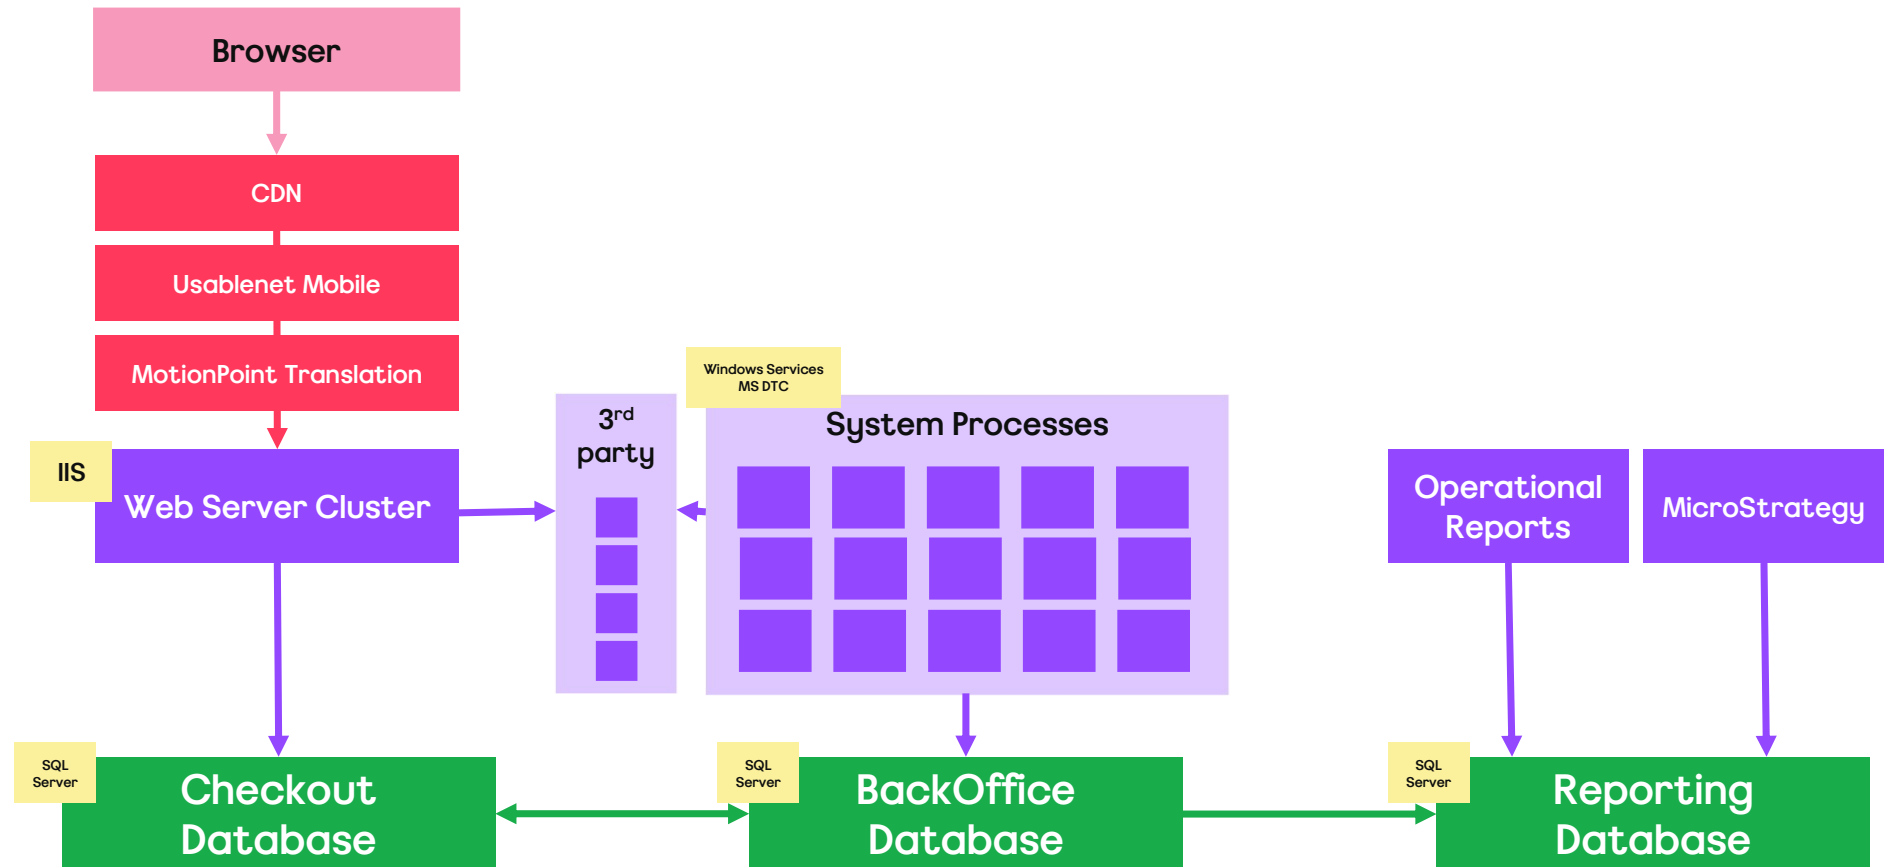 Browser
CDN
Usablenet Mobile
MotionPoint Translation
IIS
Web Server Cluster
3rd
party
Windows Services
MS DTC
System Processes
Operational
Reports
MicroStrategy
SQL
Server
Checkout
Database
SQL
Server
BackOffice
Database
SQL
Server
Reporting
Database